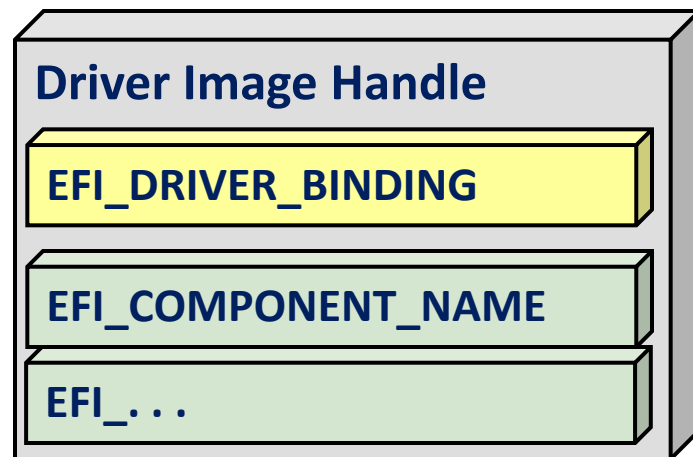 Driver Image Handle
EFI_DRIVER_BINDING
EFI_COMPONENT_NAME
EFI_. . .